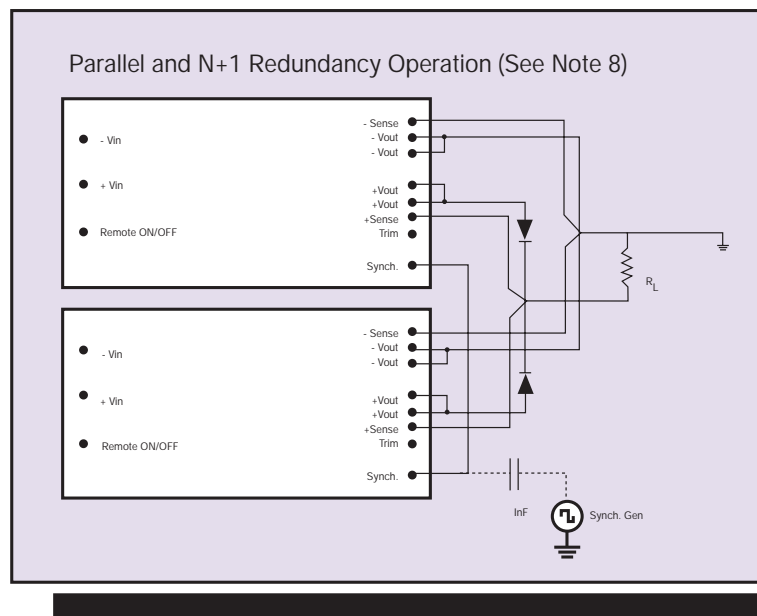 Parallel and N+1 Redundancy Operation (See Note 8)
- Vin
+ Vin
Remote ON/OFF
- Sense
- Vout
- Vout
+Vout
+Vout
+Sense
Trim
Synch.
RL
- Vin
+ Vin
Remote ON/OFF
- Sense
- Vout
- Vout
+Vout
+Vout
+Sense
Trim
Synch.
InF
Synch. Gen